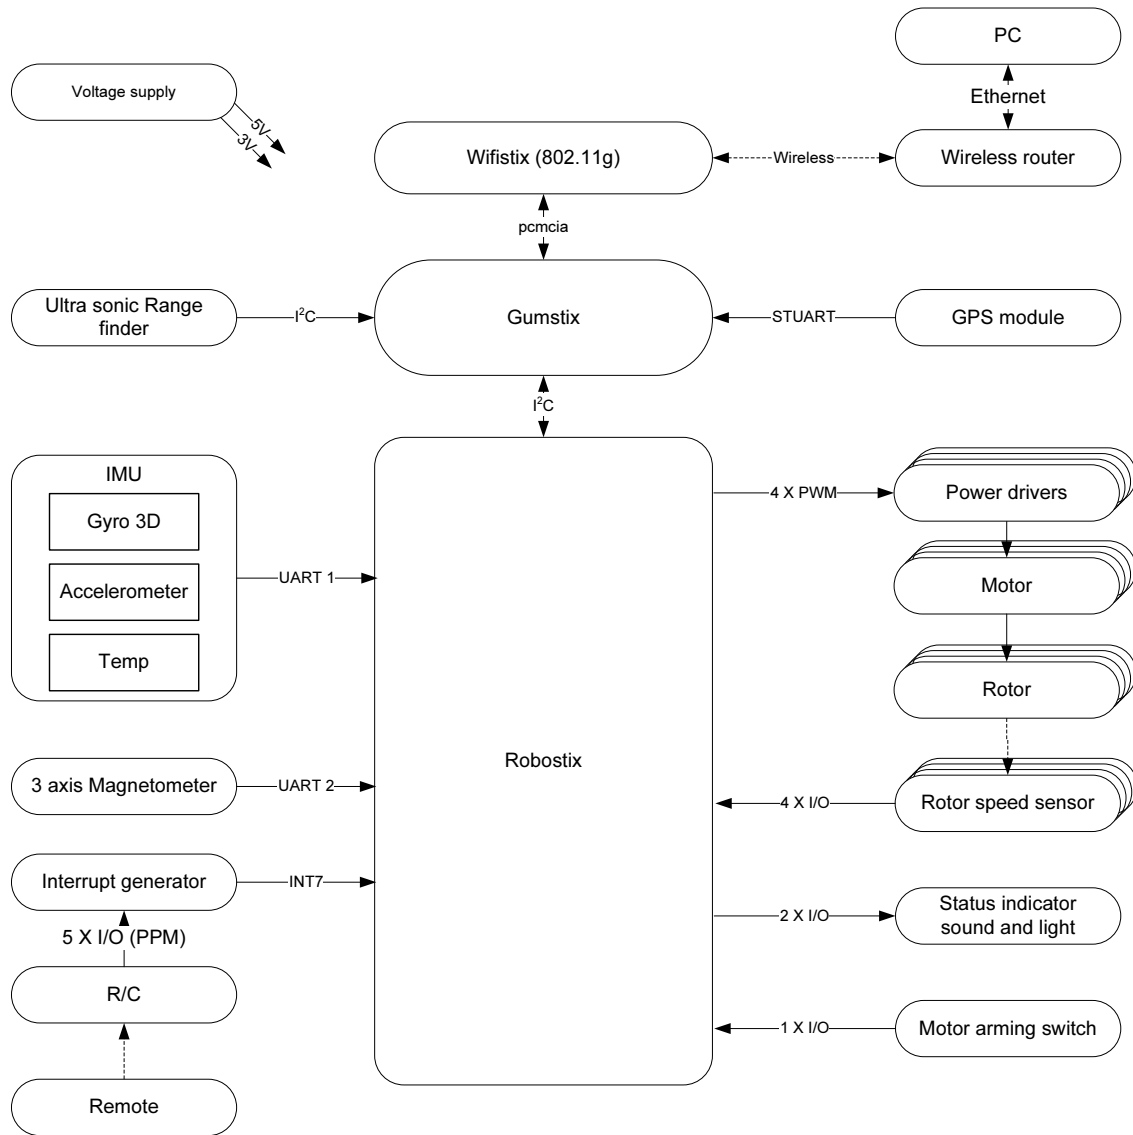 PC
Voltage supply
5V
3V
Ethernet
Wifistix (802.11g)
Wireless
Wireless router
pcmcia
Ultra sonic Range
finder
I²C
Gumstix
STUART
GPS module
I²C
IMU
Gyro 3D
Accelerometer
Temp
UART 1
4 X PWM
Power drivers
Motor
Rotor
Robostix
3 axis Magnetometer
UART 2
4 X I/O
Rotor speed sensor
Interrupt generator
INT7
2 X I/O
Status indicator
sound and light
5 X I/O (PPM)
R/C
1 X I/O
Motor arming switch
Remote